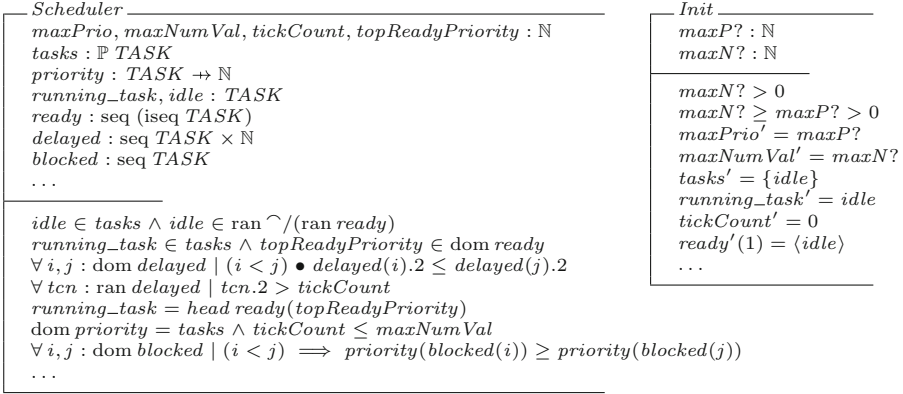 Scheduler
maxPrio, maxNumVal, tickCount, topReadyPriority : ℕ
tasks : ℙ TASK
priority : TASK ⇸ ℕ
running_task, idle : TASK
ready : seq (iseq TASK)
delayed : seq TASK × ℕ
blocked : seq TASK
. . .
idle ∈ tasks ∧ idle ∈ ran ⌢/(ran ready)
running_task ∈ tasks ∧ topReadyPriority ∈ dom ready
∀ i, j : dom delayed | (i < j) • delayed(i).2 ≤ delayed(j).2
∀ tcn : ran delayed | tcn.2 > tickCount
running_task = head ready(topReadyPriority)
dom priority = tasks ∧ tickCount ≤ maxNumVal
∀ i, j : dom blocked | (i < j) ⟹ priority(blocked(i)) ≥ priority(blocked(j))
. . .
Init
maxP? : ℕ
maxN? : ℕ
maxN? > 0
maxN? ≥ maxP? > 0
maxPrio′ = maxP?
maxNumVal′ = maxN?
tasks′ = {idle}
running_task′ = idle
tickCount′ = 0
ready′(1) = ⟨idle⟩
. . .